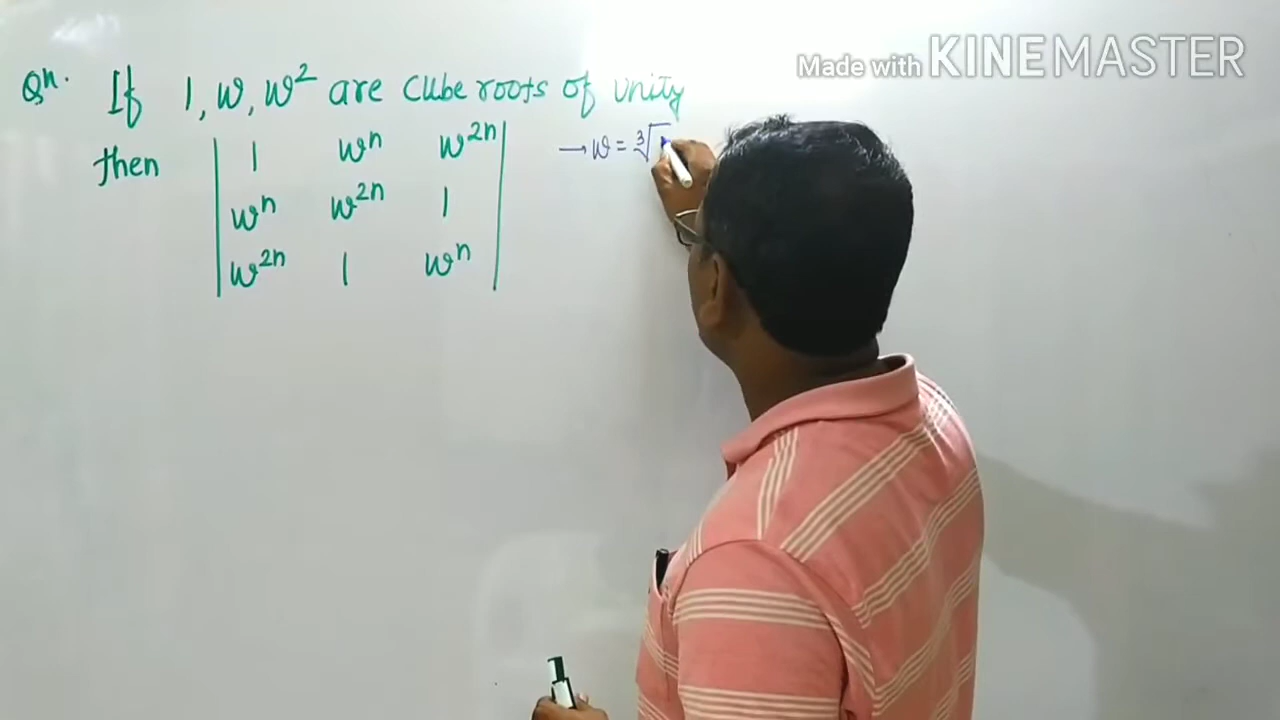 Made with KINEMASTER
Qn. If 1, w, w² are cube roots of unity
then | 1 wⁿ w²ⁿ | → w = ³√
| wⁿ w²ⁿ 1 |
| w²ⁿ 1 wⁿ |